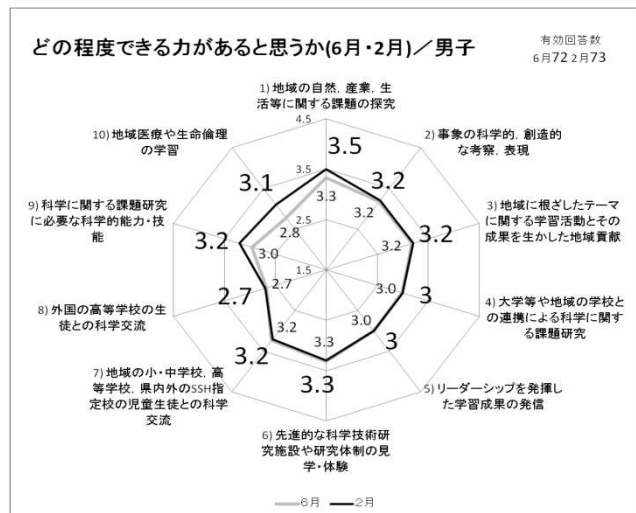 どの程度できる力があると思うか(6月・2月)／男子
有効回答数
6月72 2月73
1) 地域の自然，産業，生
活等に関する課題の探究
4.5
3.5
3.5
3.3
2.5
1.5
2) 事象の科学的，創造的
な考察，表現
3.2
3.2
3) 地域に根ざしたテーマ
に関する学習活動とその
成果を生かした地域貢献
3.2
3.2
4) 大学等や地域の学校と
の連携による科学に関する
課題研究
3
3.0
5) リーダーシップを発揮し
た学習成果の発信
3
3.0
6) 先進的な科学技術研
究施設や研究体制の見
学・体験
3.3
3.3
7) 地域の小・中学校，高
等学校，県内外のSSH指
定校の児童生徒との科学
交流
3.2
3.2
8) 外国の高等学校の生
徒との科学交流
2.7
2.7
9) 科学に関する課題研究
に必要な科学的能力・技
能
3.2
3.0
10) 地域医療や生命倫理
の学習
3.1
2.8
6月 2月